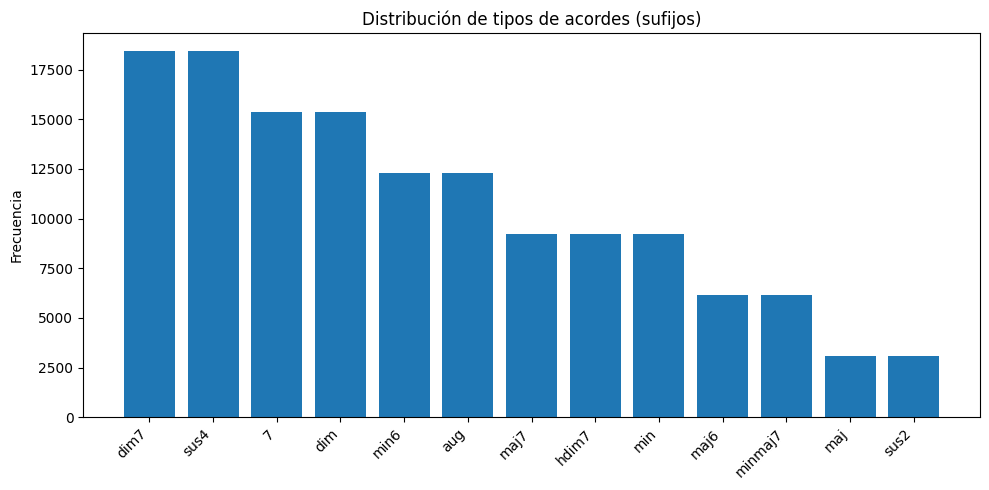 Distribución de tipos de acordes (sufijos)
Frecuencia
17500
15000
12500
10000
7500
5000
2500
0
dim7 sus4 7 dim min6 aug maj7 hdim7 min maj6 minmaj7 maj sus2